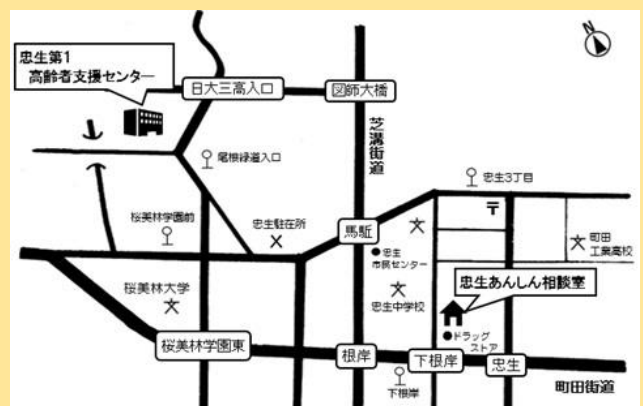 忠生第1
高齢者支援センター
N
日大三高入口
図師大橋
芝溝街道
尾根緑道入口
忠生3丁目
〒
桜美林学園前
忠生駐在所
馬駈
忠生
市民センター
町田
工業高校
桜美林大学
忠生中学校
忠生あんしん相談室
ドラッグ
ストア
桜美林学園東
根岸
下根岸
忠生
下根岸
町田街道